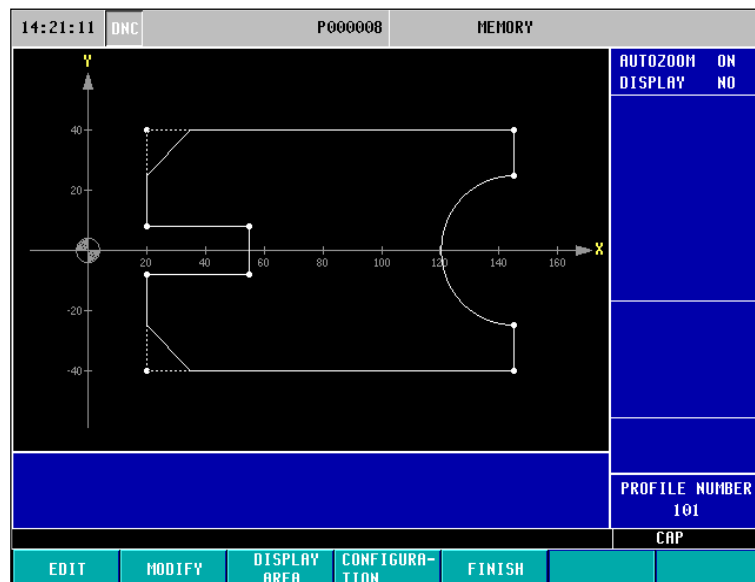 14:21:11 DNC P000008 MEMORY
AUTOZOOM ON
DISPLAY NO
Y
40
20
X
20 40 60 80 100 120 140 160
-20
-40
PROFILE NUMBER
101
CAP
EDIT MODIFY DISPLAY AREA CONFIGURA-TION FINISH